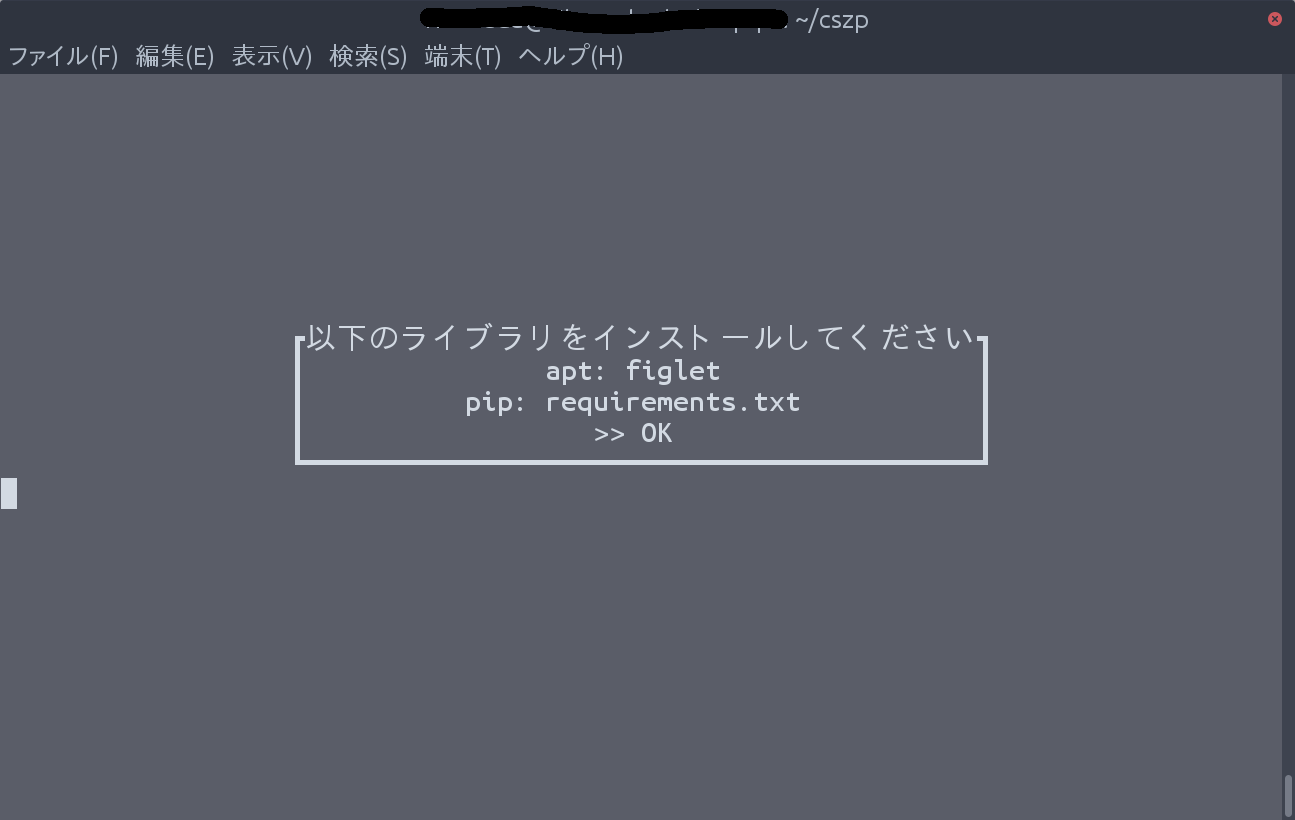 ~/cszp
ファイル(F) 編集(E) 表示(V) 検索(S) 端末(T) ヘルプ(H)
以下のライブラリをインストールしてください
apt: figlet
pip: requirements.txt
>> OK